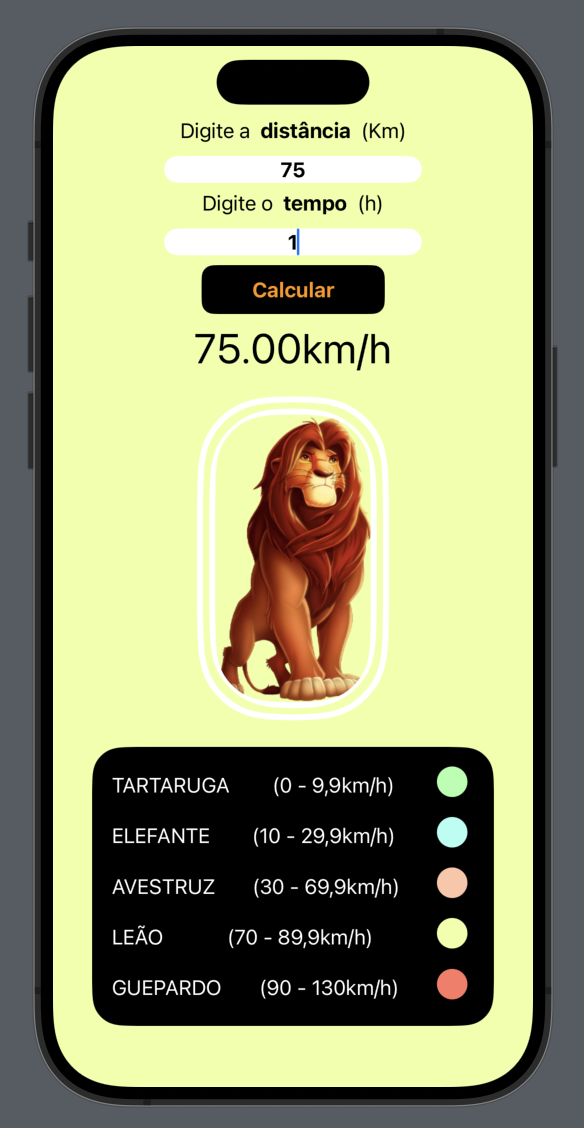 Digite a distância (Km)
75
Digite o tempo (h)
1
Calcular
75.00km/h
TARTARUGA (0 - 9,9km/h)
ELEFANTE (10 - 29,9km/h)
AVESTRUZ (30 - 69,9km/h)
LEÃO (70 - 89,9km/h)
GUEPARDO (90 - 130km/h)